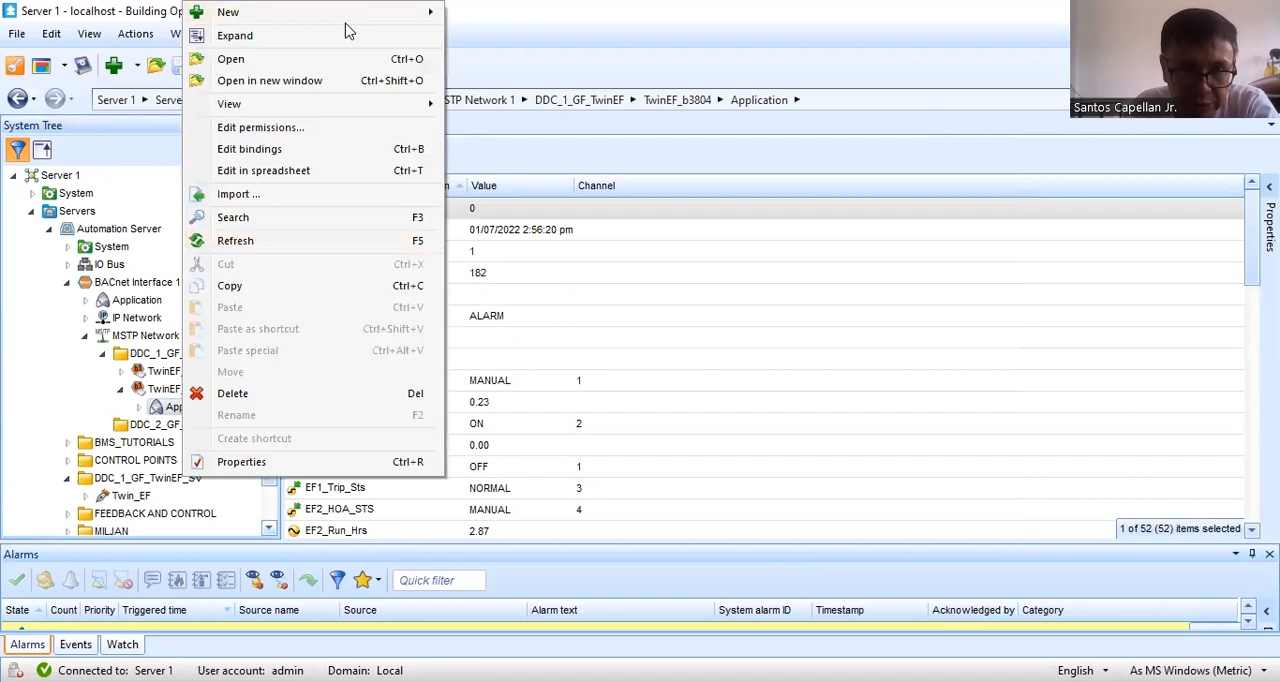 Server 1 - localhost - Building Op
File Edit View Actions W
Server 1 Serve MSTP Network 1 DDC_1_GF_TwinEF TwinEF_b3804 Application
System Tree
Server 1
System
Servers
Automation Server
System
IO Bus
BACnet Interface 1
Application
IP Network
MSTP Network
DDC_1_GF_
TwinEF_
TwinEF_
App
DDC_2_GF_
BMS_TUTORIALS
CONTROL POINTS
DDC_1_GF_TwinEF_SV
Twin_EF
FEEDBACK AND CONTROL
MILJAN
New
Expand
Open Ctrl+O
Open in new window Ctrl+Shift+O
View
Edit permissions...
Edit bindings Ctrl+B
Edit in spreadsheet Ctrl+T
Import ...
Search F3
Refresh F5
Cut Ctrl+X
Copy Ctrl+C
Paste Ctrl+V
Paste as shortcut Ctrl+Shift+V
Paste special Ctrl+Alt+V
Move
Delete Del
Rename F2
Create shortcut
Properties Ctrl+R
n Value Channel
0
01/07/2022 2:56:20 pm
1
182
ALARM
MANUAL 1
0.23
ON 2
0.00
OFF 1
EF1_Trip_Sts NORMAL 3
EF2_HOA_STS MANUAL 4
EF2_Run_Hrs 2.87
1 of 52 (52) items selected
Properties
Santos Capellan Jr.
Alarms
Quick filter
State Count Priority Triggered time Source name Source Alarm text System alarm ID Timestamp Acknowledged by Category
Alarms Events Watch
Connected to: Server 1 User account: admin Domain: Local English As MS Windows (Metric)